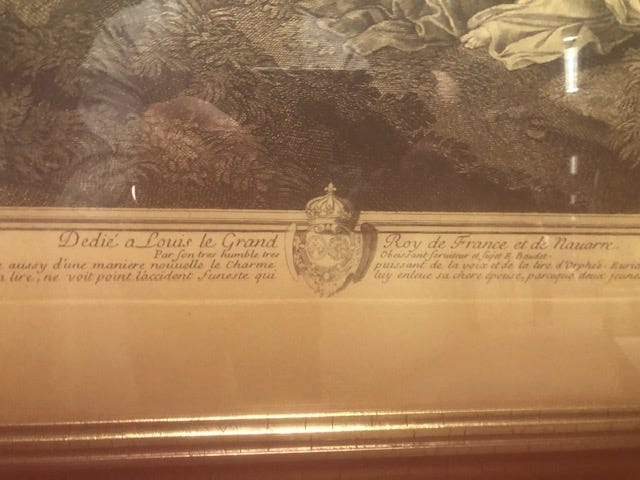 Dedié a Louis le Grand Roy de France et de Nauarre.
Par son tres humble tres Obeissant seruiteur et sujet E. Baudet.
aussy d'une maniere nouuelle le Charme puissant de la voix et de la lire d'Orphée. Euri
lire, ne voit point l'accident funeste qui luy enleue sa chere épouse, parceque deux jeune